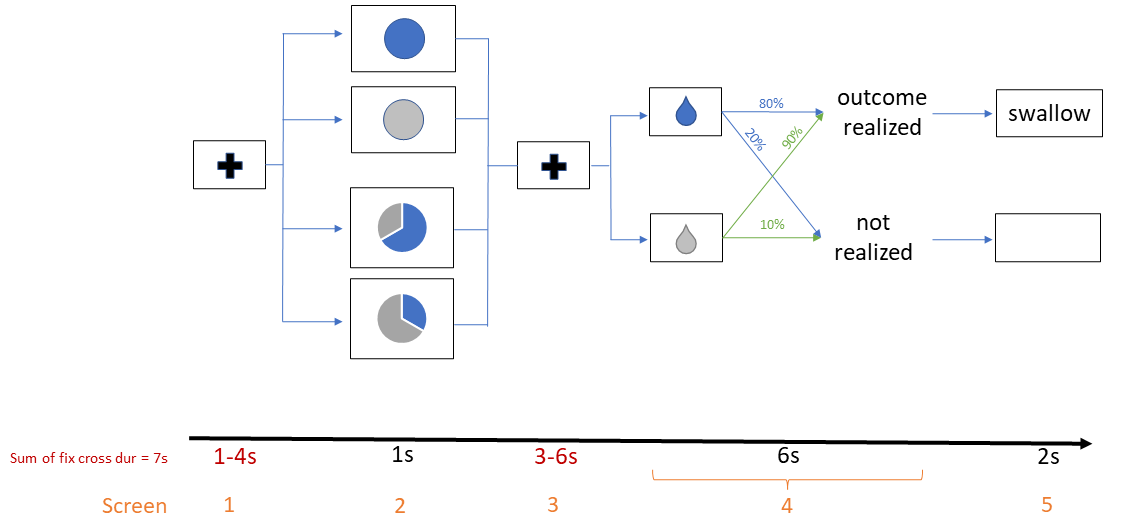 80%
20%
90%
10%
outcome
realized
swallow
not
realized
Sum of fix cross dur = 7s
1-4s
1s
3-6s
6s
2s
Screen
1
2
3
4
5